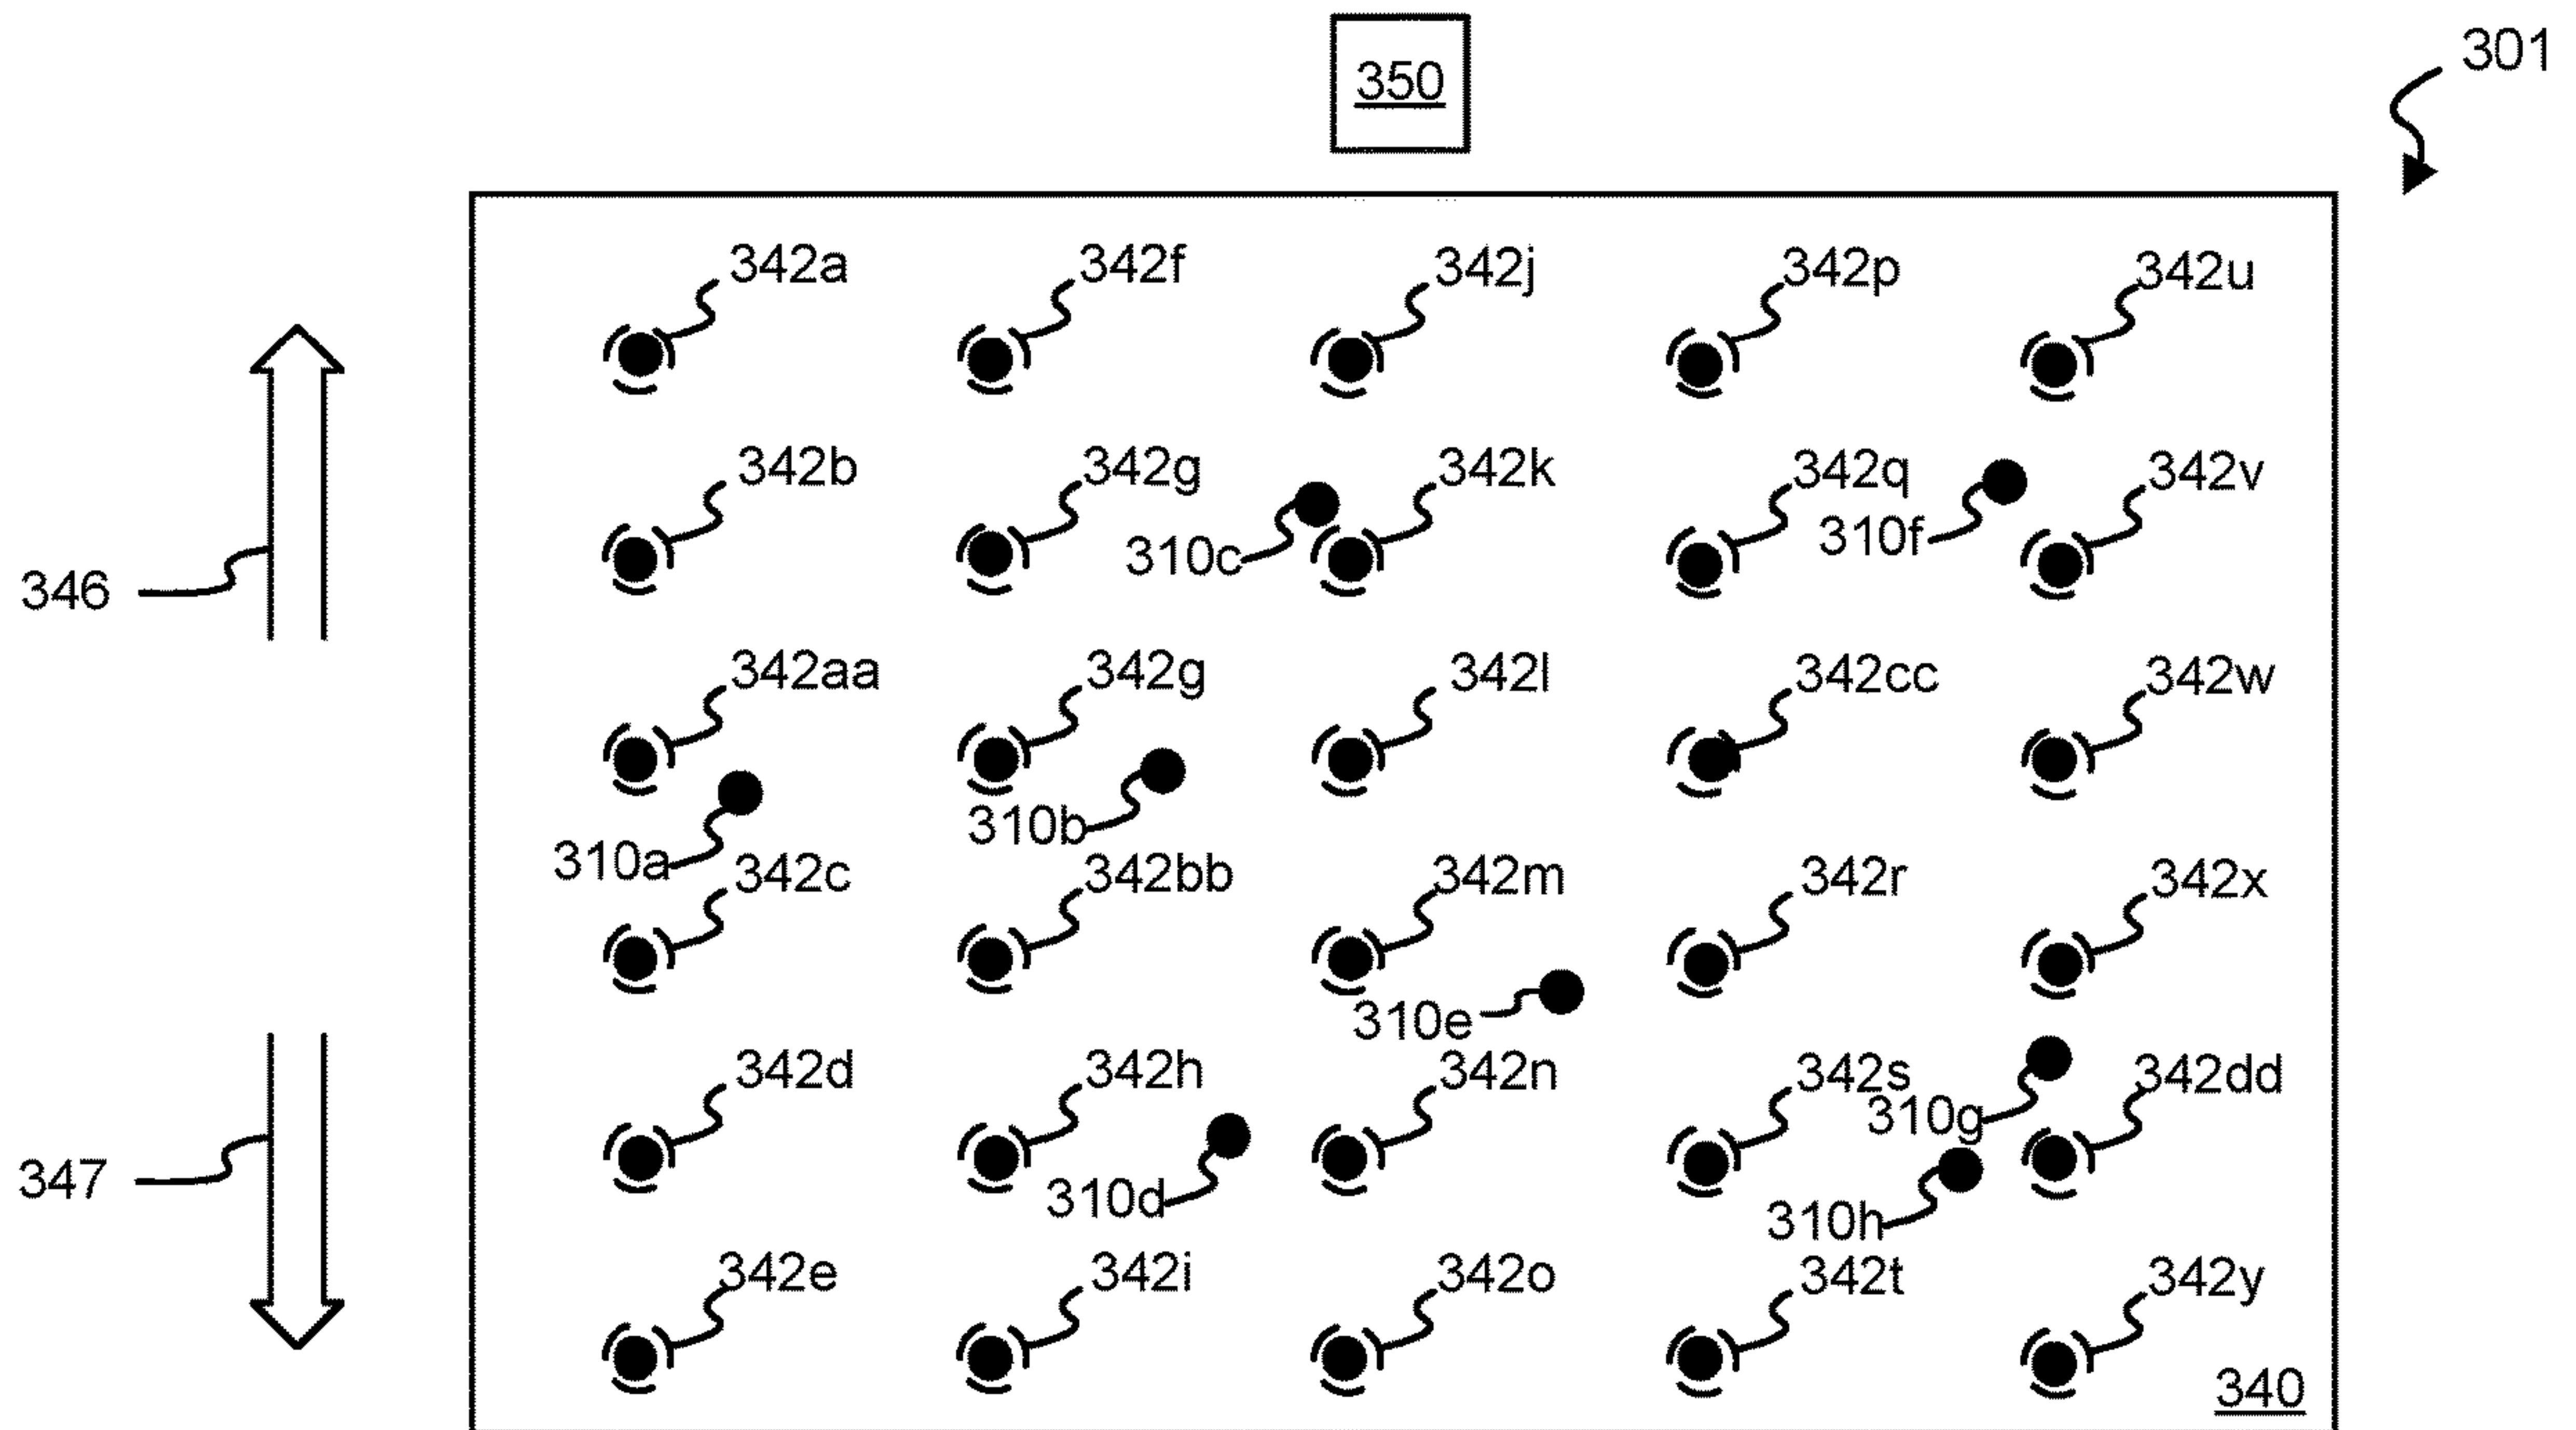 350
301
342a 342f 342j 342p 342u
342b 342g 342k 342q 342v
310c 310f
346
342aa 342g 342l 342cc 342w
310a 310b
342c 342bb 342m 342r 342x
310e
342d 342h 342n 342s 342dd
310g
347
310d 310h
342e 342i 342o 342t 342y
340